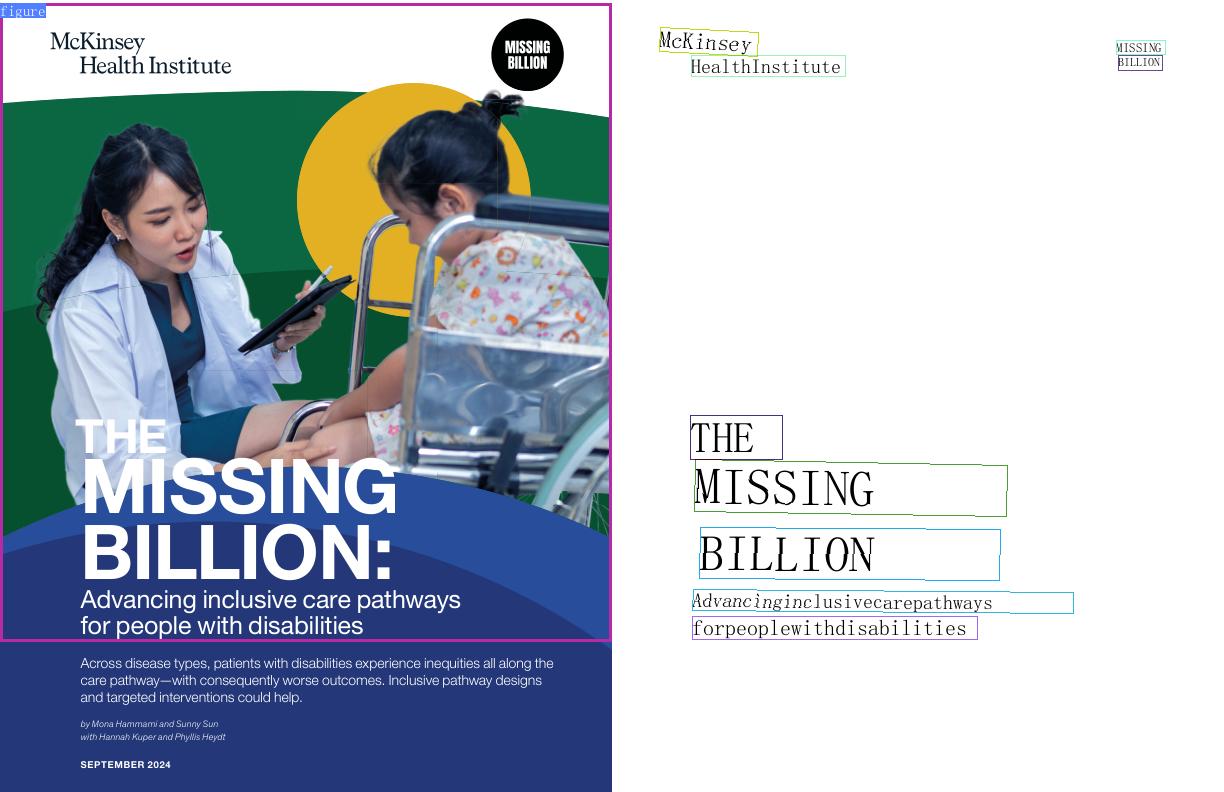 figure
McKinsey
Health Institute
MISSING
BILLION
THE
MISSING
BILLION:
Advancing inclusive care pathways
for people with disabilities
Across disease types, patients with disabilities experience inequities all along the
care pathway—with consequently worse outcomes. Inclusive pathway designs
and targeted interventions could help.
by Mona Hammami and Sunny Sun
with Hannah Kuper and Phyllis Heydt
SEPTEMBER 2024
McKinsey
HealthInstitute
MISSING
BILLION
THE
MISSING
BILLION
Advancinginclusivecarepathways
forpeoplewithdisabilities